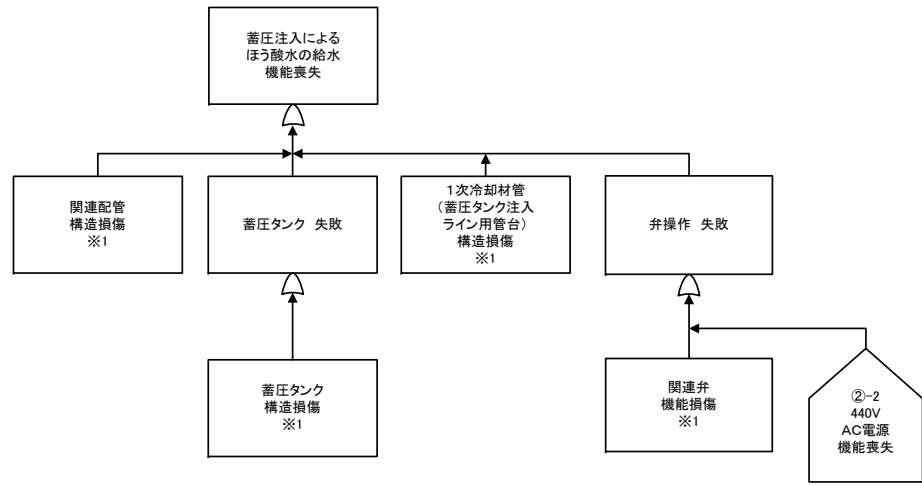 蓄圧注入による
ほう酸水の給水
機能喪失
関連配管
構造損傷
※1
蓄圧タンク 失敗
1次冷却材管
（蓄圧タンク注入
ライン用管台）
構造損傷
※1
弁操作 失敗
蓄圧タンク
構造損傷
※1
関連弁
機能損傷
※1
②-2
440V
AC電源
機能喪失